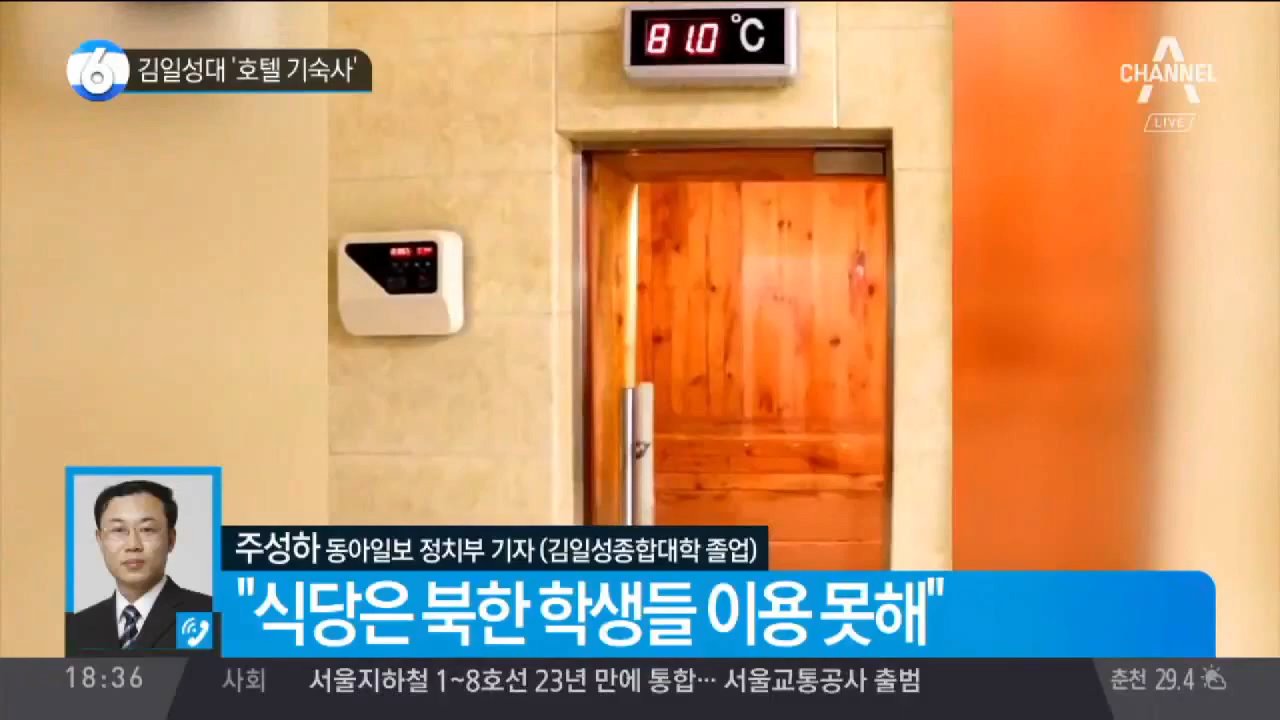 81.0 ℃
6 김일성대 '호텔 기숙사'
CHANNEL A
LIVE
주성하 동아일보 정치부 기자 (김일성종합대학 졸업)
"식당은 북한 학생들 이용 못해"
18:36 사회 서울지하철 1~8호선 23년 만에 통합… 서울교통공사 출범 춘천 29.4